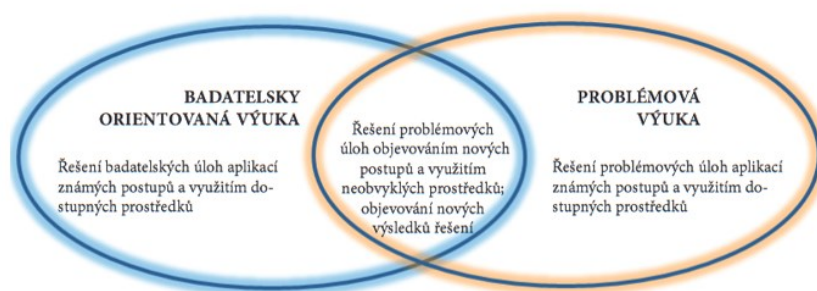 BADATELSKY
ORIENTOVANÁ VÝUKA
Řešení badatelských úloh aplikací
známých postupů a využitím do-
stupných prostředků
Řešení problémových
úloh objevováním nových
postupů a využitím
neobvyklých prostředků;
objevování nových
výsledků řešení
PROBLÉMOVÁ
VÝUKA
Řešení problémových úloh aplikací
známých postupů a využitím do-
stupných prostředků